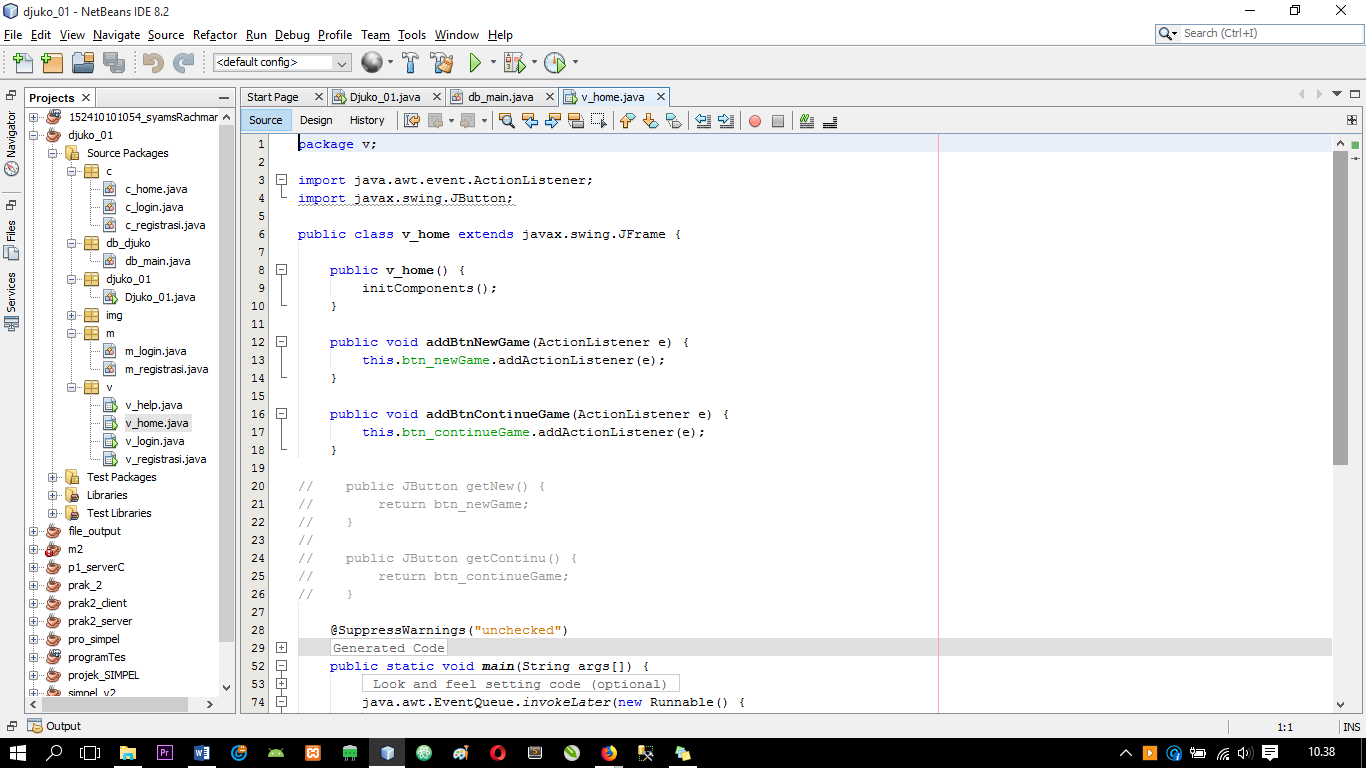 djuko_01 - NetBeans IDE 8.2
File Edit View Navigate Source Refactor Run Debug Profile Team Tools Window Help
Search (Ctrl+I)
<default config>
Projects
Navigator
Files
Services
152410101054_syamsRachmar
djuko_01
Source Packages
c
c_home.java
c_login.java
c_registrasi.java
db_djuko
db_main.java
djuko_01
Djuko_01.java
img
m
m_login.java
m_registrasi.java
v
v_help.java
v_home.java
v_login.java
v_registrasi.java
Test Packages
Libraries
Test Libraries
file_output
m2
p1_serverC
prak_2
prak2_client
prak2_server
pro_simpel
programTes
projek_SIMPEL
simpel_v2
Start Page Djuko_01.java db_main.java v_home.java
Source Design History
1 package v;
2
3 import java.awt.event.ActionListener;
4 import javax.swing.JButton;
5
6 public class v_home extends javax.swing.JFrame {
7
8 public v_home() {
9 initComponents();
10 }
11
12 public void addBtnNewGame(ActionListener e) {
13 this.btn_newGame.addActionListener(e);
14 }
15
16 public void addBtnContinueGame(ActionListener e) {
17 this.btn_continueGame.addActionListener(e);
18 }
19
20 // public JButton getNew() {
21 // return btn_newGame;
22 // }
23 //
24 // public JButton getContinu() {
25 // return btn_continueGame;
26 // }
27
28 @SuppressWarnings("unchecked")
29 Generated Code
52 public static void main(String args[]) {
53 Look and feel setting code (optional)
74 java.awt.EventQueue.invokeLater(new Runnable() {
Output
1:1 INS
Pr
10.38